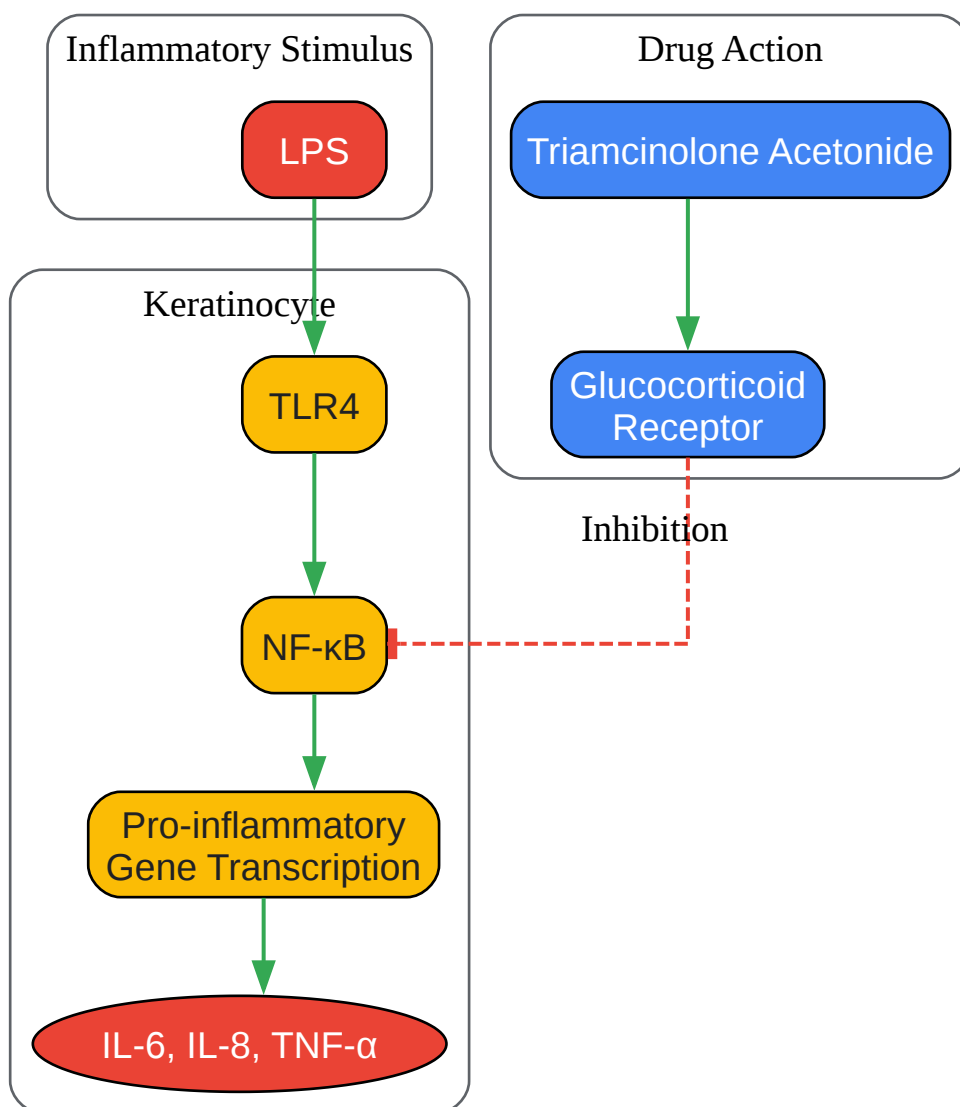 Inflammatory Stimulus
LPS
Drug Action
Triamcinolone Acetonide
Glucocorticoid
Receptor
Inhibition
Keratinocyte
TLR4
NF-κB
Pro-inflammatory
Gene Transcription
IL-6, IL-8, TNF-α